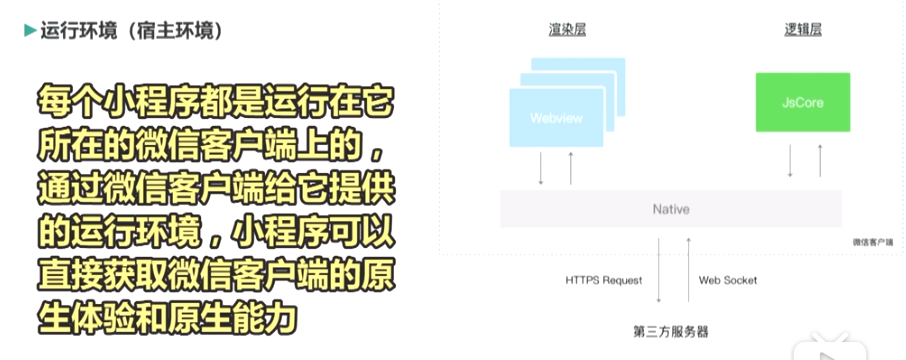 运行环境（宿主环境）
每个小程序都是运行在它
所在的微信客户端上的，
通过微信客户端给它提供
的运行环境，小程序可以
直接获取微信客户端的原
生体验和原生能力
渲染层
逻辑层
Webview
JsCore
Native
微信客户端
HTTPS Request
Web Socket
第三方服务器